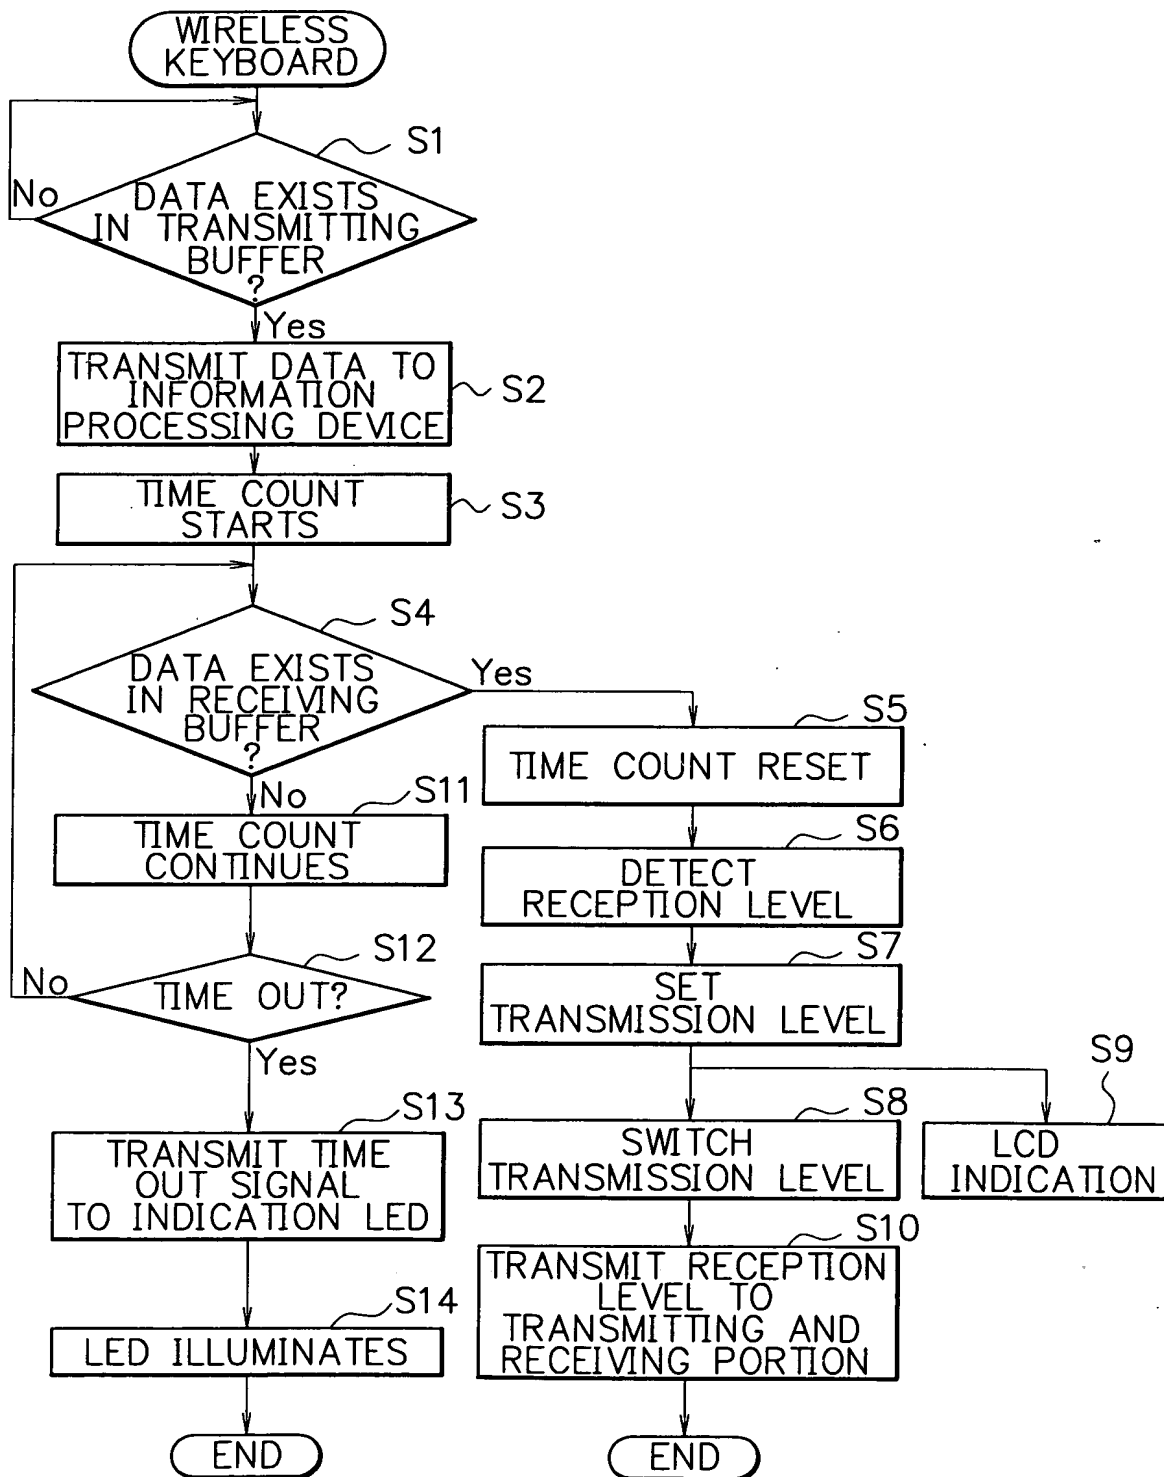 WIRELESS
KEYBOARD
S1
No
DATA EXISTS
IN TRANSMITTING
BUFFER
?
Yes
TRANSMIT DATA TO
INFORMATION
PROCESSING DEVICE
S2
TIME COUNT
STARTS
S3
S4
DATA EXISTS
IN RECEIVING
BUFFER
?
Yes
No
S5
TIME COUNT RESET
S11
TIME COUNT
CONTINUES
S6
DETECT
RECEPTION LEVEL
S12
No
TIME OUT?
Yes
S7
SET
TRANSMISSION LEVEL
S9
LCD
INDICATION
S8
SWITCH
TRANSMISSION LEVEL
S13
TRANSMIT TIME
OUT SIGNAL
TO INDICATION LED
S10
TRANSMIT RECEPTION
LEVEL TO
TRANSMITTING AND
RECEIVING PORTION
S14
LED ILLUMINATES
END
END